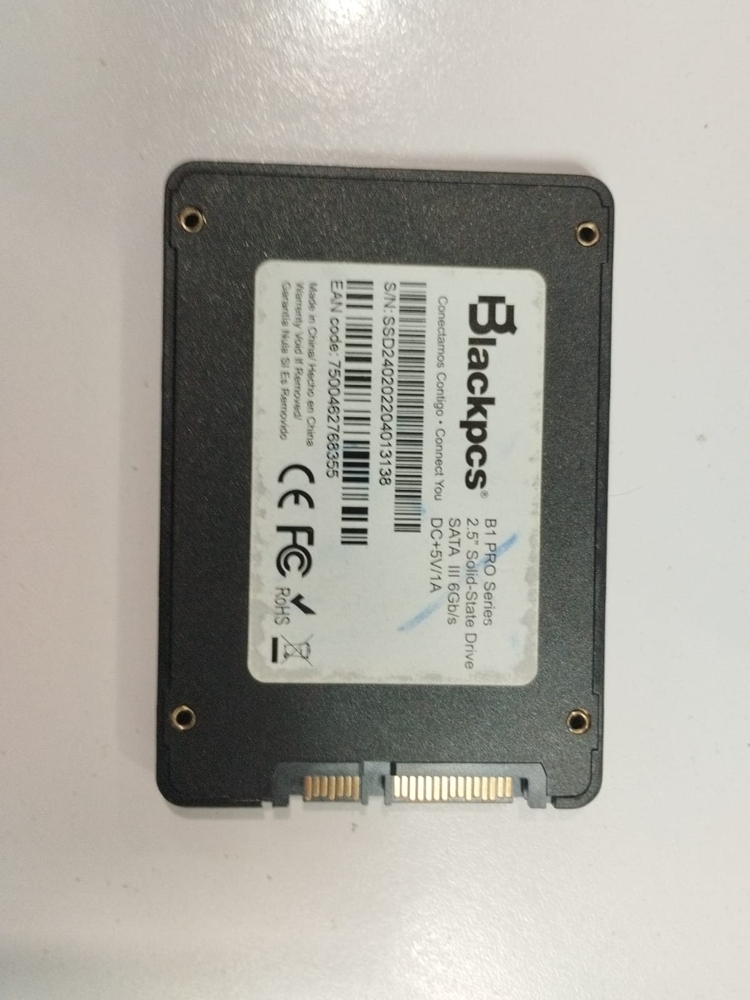 Blackpcs®
Conectamos Contigo • Connect You
B1 PRO Series
2.5" Solid-State Drive
SATA III 6Gb/s
DC+5V/1A
S/N:SSD240202204013138
EAN code: 7500462768355
Made in China/ Hecho en China
Warrenty Void If Removed/
Garantía Nula Si Es Removido
CE FC RoHS